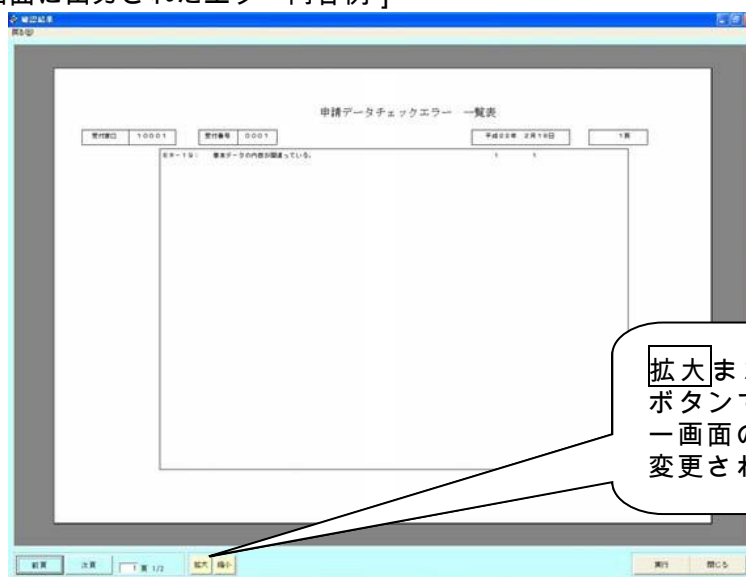 画面に出力されたエラー内容例]
確認結果
申請データチェックエラー 一覧表
受付窓口 10001 受付番号 0001 平成22年 2月18日 1頁
基本データの内容が間違っている。 1 1
拡大ま
ボタンで
一画面の
変更され
前頁 次頁 1 頁 1/2 拡大 縮小 実行 閉じる